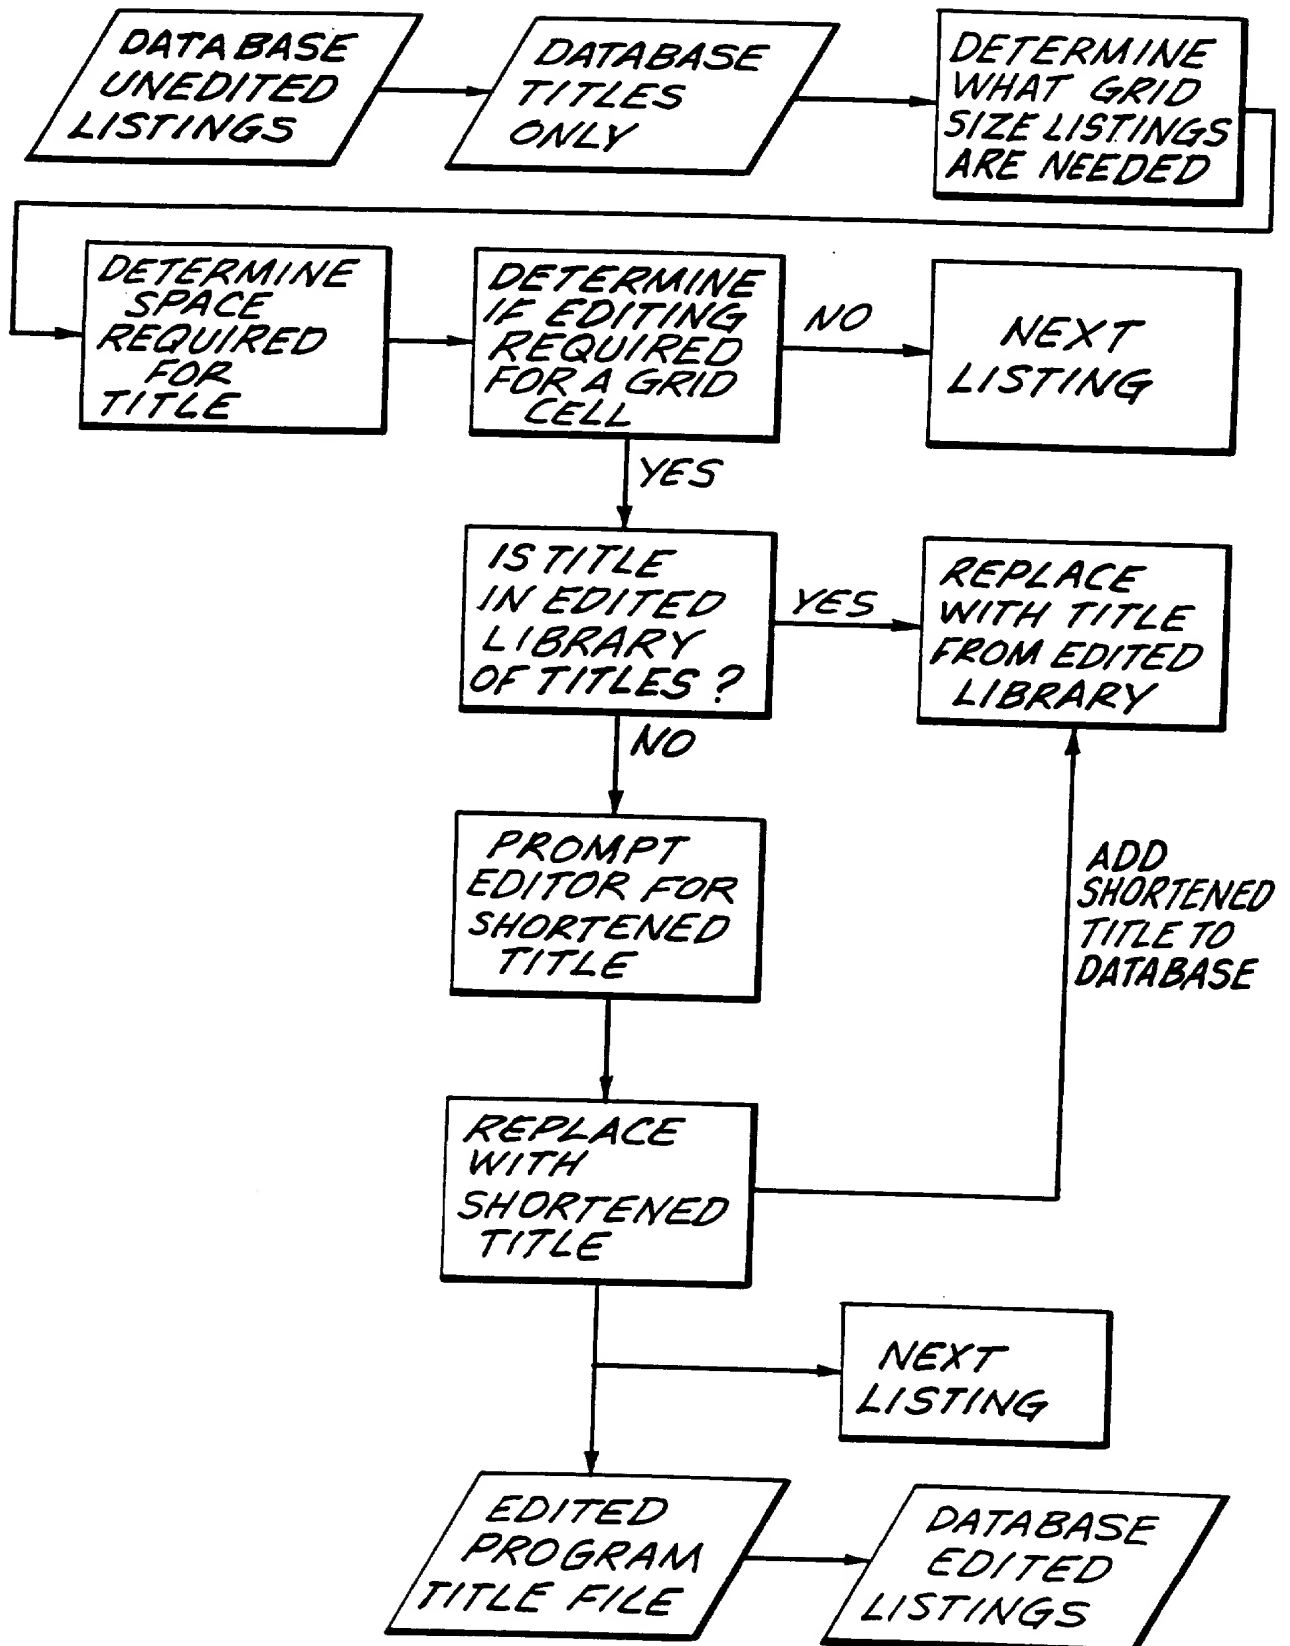 DATABASE
UNEDITED
LISTINGS
DATABASE
TITLES
ONLY
DETERMINE
WHAT GRID
SIZE LISTINGS
ARE NEEDED
DETERMINE
SPACE
REQUIRED
FOR
TITLE
DETERMINE
IF EDITING
REQUIRED
FOR A GRID
CELL
NO
NEXT
LISTING
YES
IS TITLE
IN EDITED
LIBRARY
OF TITLES ?
YES
REPLACE
WITH TITLE
FROM EDITED
LIBRARY
NO
PROMPT
EDITOR FOR
SHORTENED
TITLE
ADD
SHORTENED
TITLE TO
DATABASE
REPLACE
WITH
SHORTENED
TITLE
NEXT
LISTING
EDITED
PROGRAM
TITLE FILE
DATABASE
EDITED
LISTINGS